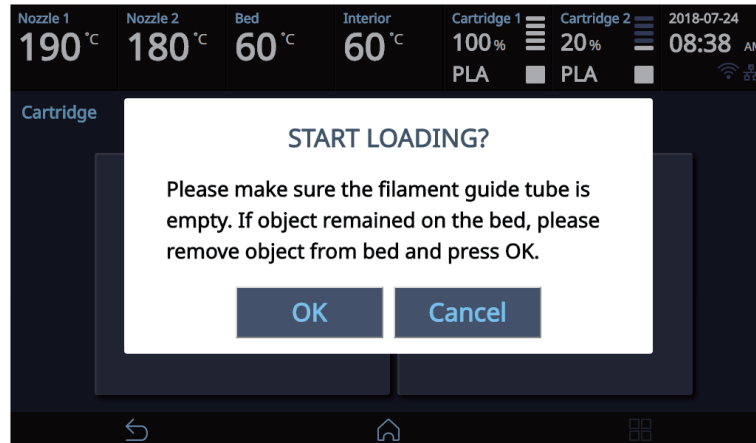 Nozzle 1
190 °C
Nozzle 2
180 °C
Bed
60 °C
Interior
60 °C
Cartridge 1
100 %
PLA
Cartridge 2
20 %
PLA
2018-07-24
08:38 AM
Cartridge
START LOADING?
Please make sure the filament guide tube is
empty. If object remained on the bed, please
remove object from bed and press OK.
OK
Cancel